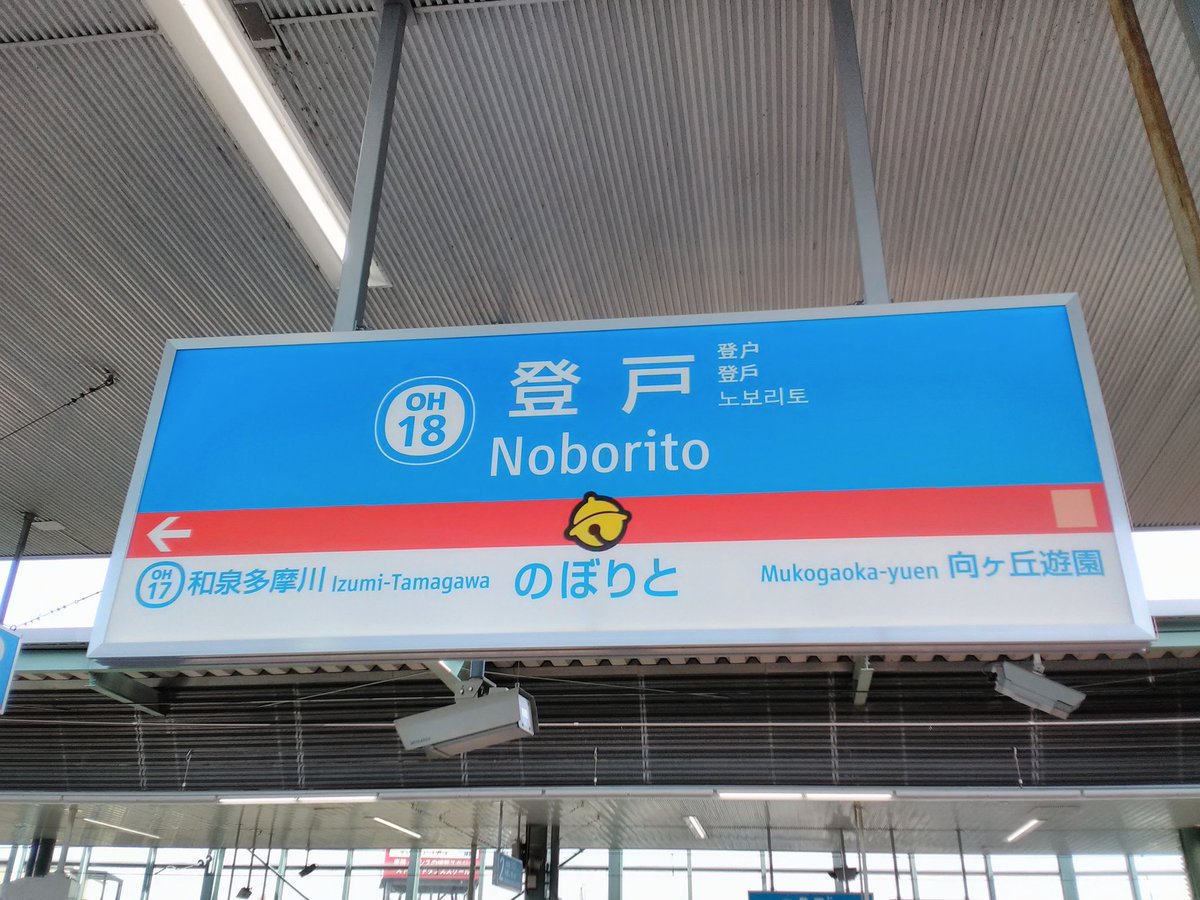 OH
18
登戸
登户
登戶
노보리토
Noborito
OH
17
和泉多摩川 Izumi-Tamagawa
のぼりと
Mukogaoka-yuen 向ヶ丘遊園
2